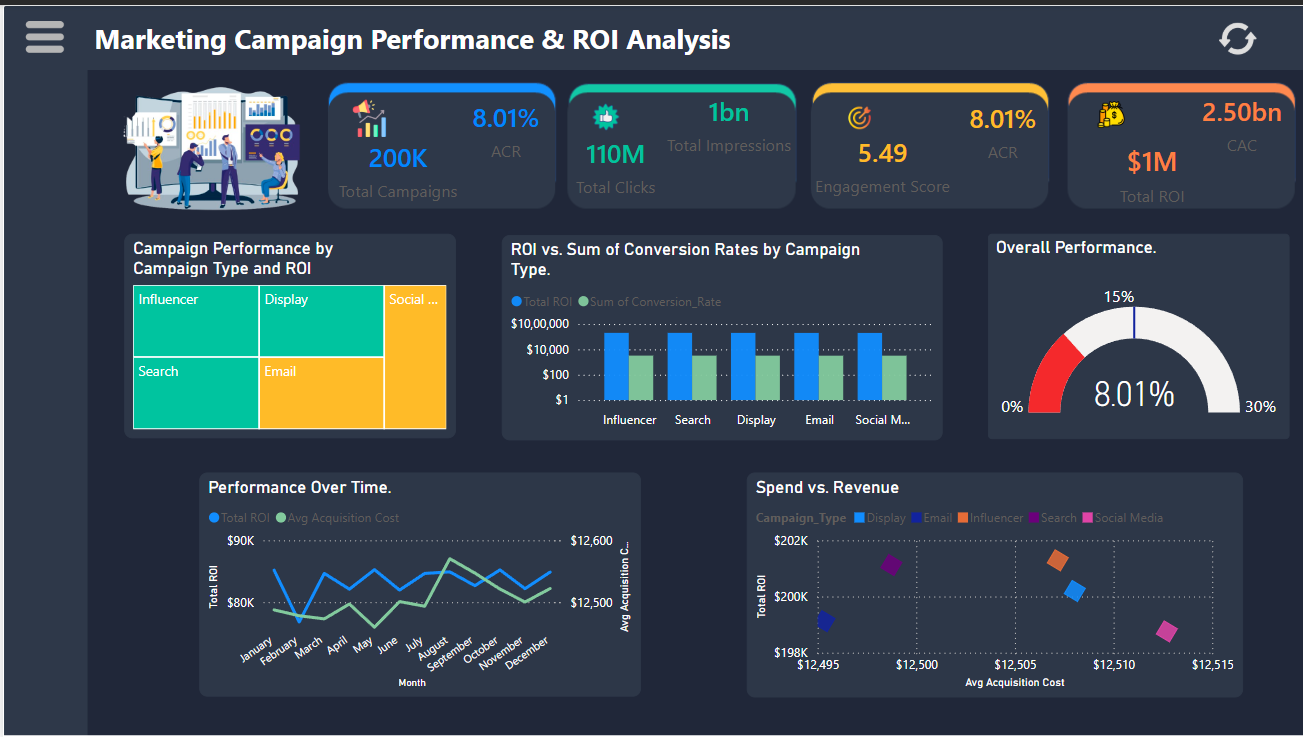 Marketing Campaign Performance & ROI Analysis
8.01%
ACR
200K
Total Campaigns
1bn
Total Impressions
110M
Total Clicks
8.01%
ACR
5.49
Engagement Score
2.50bn
CAC
$1M
Total ROI
Campaign Performance by
Campaign Type and ROI
Influencer
Display
Social ...
Search
Email
ROI vs. Sum of Conversion Rates by Campaign
Type.
Total ROI
Sum of Conversion_Rate
$10,00,000
$10,000
$100
$1
Influencer
Search
Display
Email
Social M...
Overall Performance.
15%
8.01%
0%
30%
Performance Over Time.
Total ROI
Avg Acquisition Cost
$90K
$80K
Total ROI
$12,600
$12,500
Avg Acquisition C...
January
February
March
April
May
June
July
August
September
October
November
December
Month
Spend vs. Revenue
Campaign_Type
Display
Email
Influencer
Search
Social Media
$202K
$200K
$198K
Total ROI
$12,495
$12,500
$12,505
$12,510
$12,515
Avg Acquisition Cost